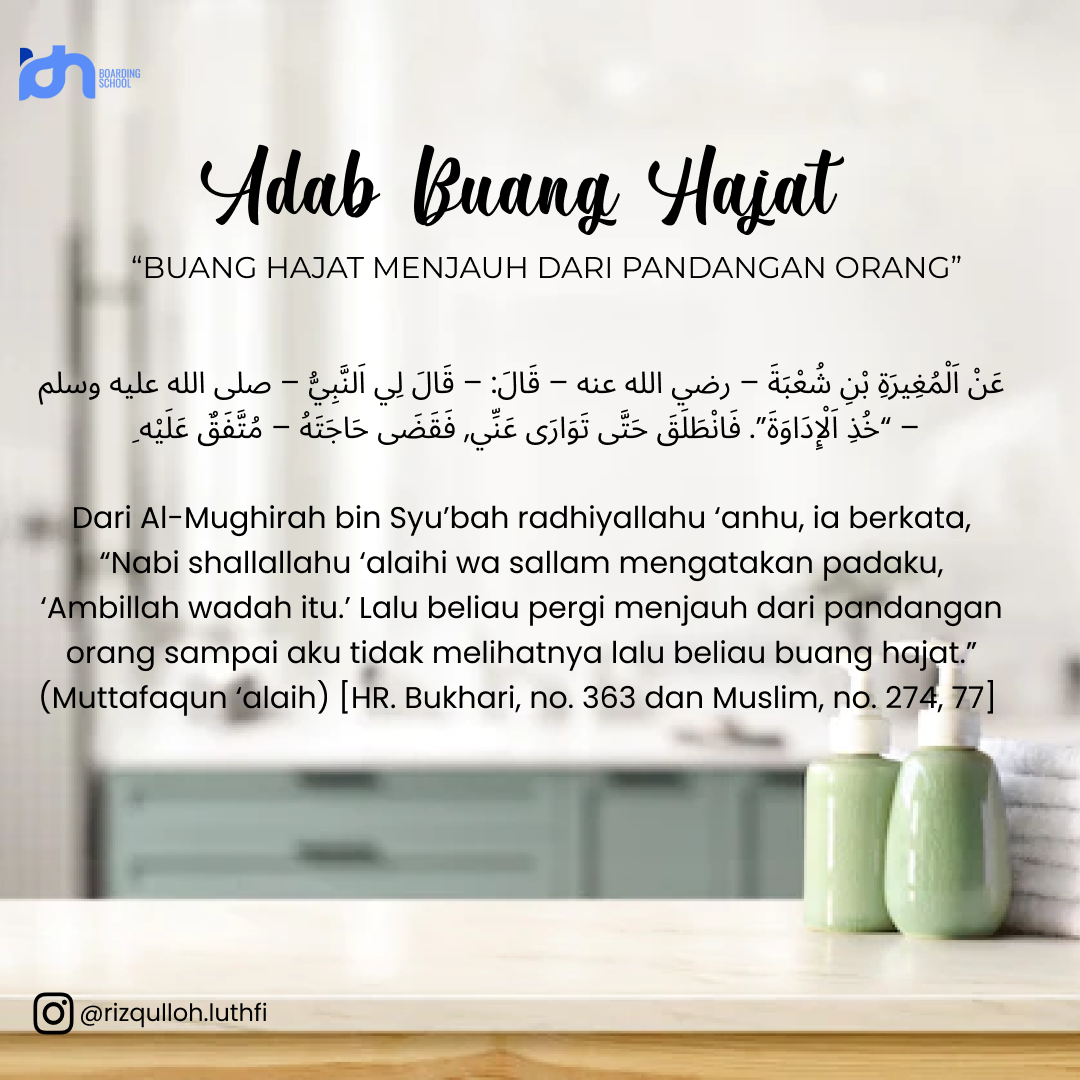 idn BOARDING
SCHOOL
Adab Buang Hajat
“BUANG HAJAT MENJAUH DARI PANDANGAN ORANG”
عَنْ اَلْمُغِيرَةِ بْنِ شُعْبَةَ – رضي الله عنه – قَالَ: – قَالَ لِي اَلنَّبِيُّ – صلى الله عليه وسلم
– “خُذِ اَلْإِدَاوَةَ”. فَانْطَلَقَ حَتَّى تَوَارَى عَنِّي, فَقَضَى حَاجَتَهُ – مُتَّفَقٌ عَلَيْه ِ
Dari Al-Mughirah bin Syu’bah radhiyallahu ‘anhu, ia berkata,
“Nabi shallallahu ‘alaihi wa sallam mengatakan padaku,
‘Ambillah wadah itu.’ Lalu beliau pergi menjauh dari pandangan
orang sampai aku tidak melihatnya lalu beliau buang hajat.”
(Muttafaqun ‘alaih) [HR. Bukhari, no. 363 dan Muslim, no. 274, 77]
@rizqulloh.luthfi